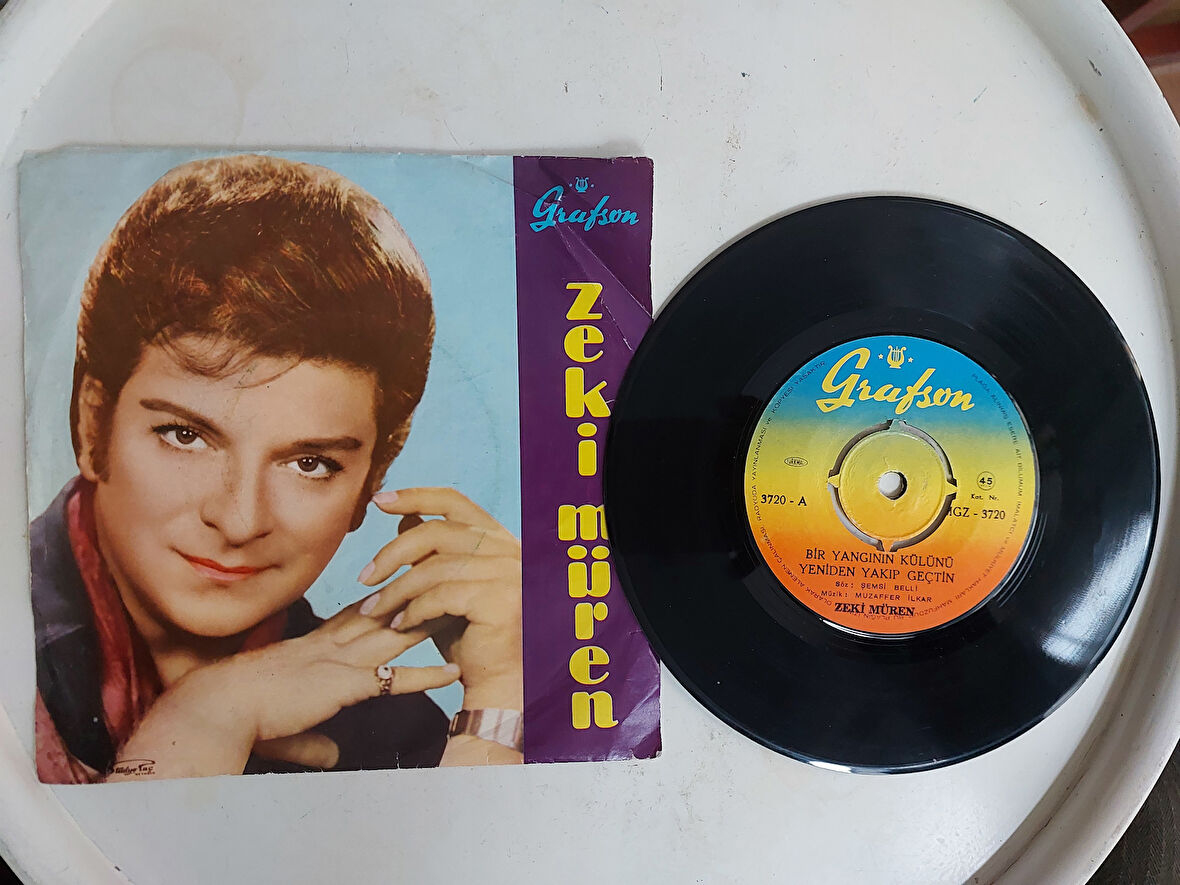 Grafson
zeki müren
Grafson
45
Kat. Nr.
3720 - A
MGZ - 3720
BİR YANGININ KÜLÜNÜ
YENİDEN YAKIP GEÇTİN
Söz : ŞEMSİ BELLİ
Müzik : MUZAFFER İLKAR
ZEKİ MÜREN